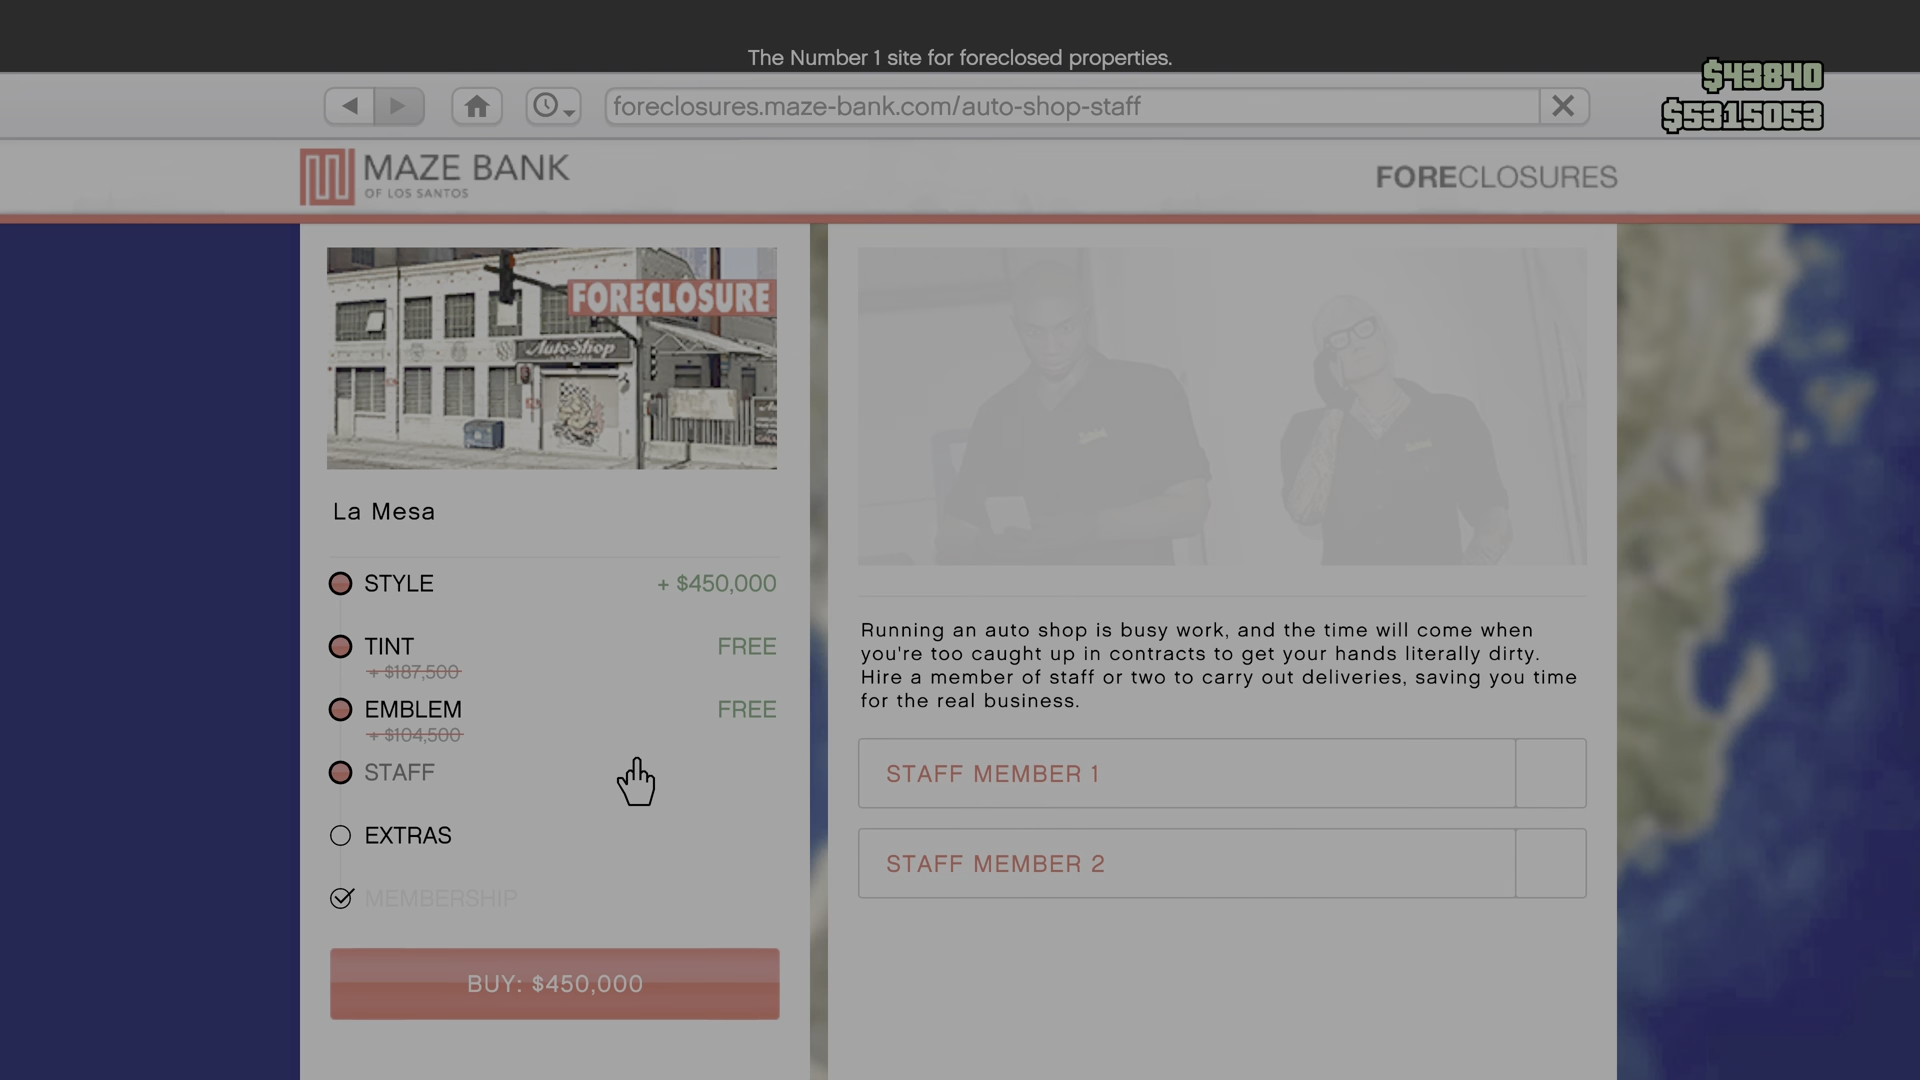 The Number 1 site for foreclosed properties.
$43840
foreclosures.maze-bank.com/auto-shop-staff
$5315053
MAZE BANK
OF LOS SANTOS
FORECLOSURES
FORECLOSURE
AutoShop
La Mesa
STYLE + $450,000
TINT FREE
+ $187,500
EMBLEM FREE
+ $104,500
STAFF
EXTRAS
MEMBERSHIP
BUY: $450,000
Running an auto shop is busy work, and the time will come when
you're too caught up in contracts to get your hands literally dirty.
Hire a member of staff or two to carry out deliveries, saving you time
for the real business.
STAFF MEMBER 1
STAFF MEMBER 2